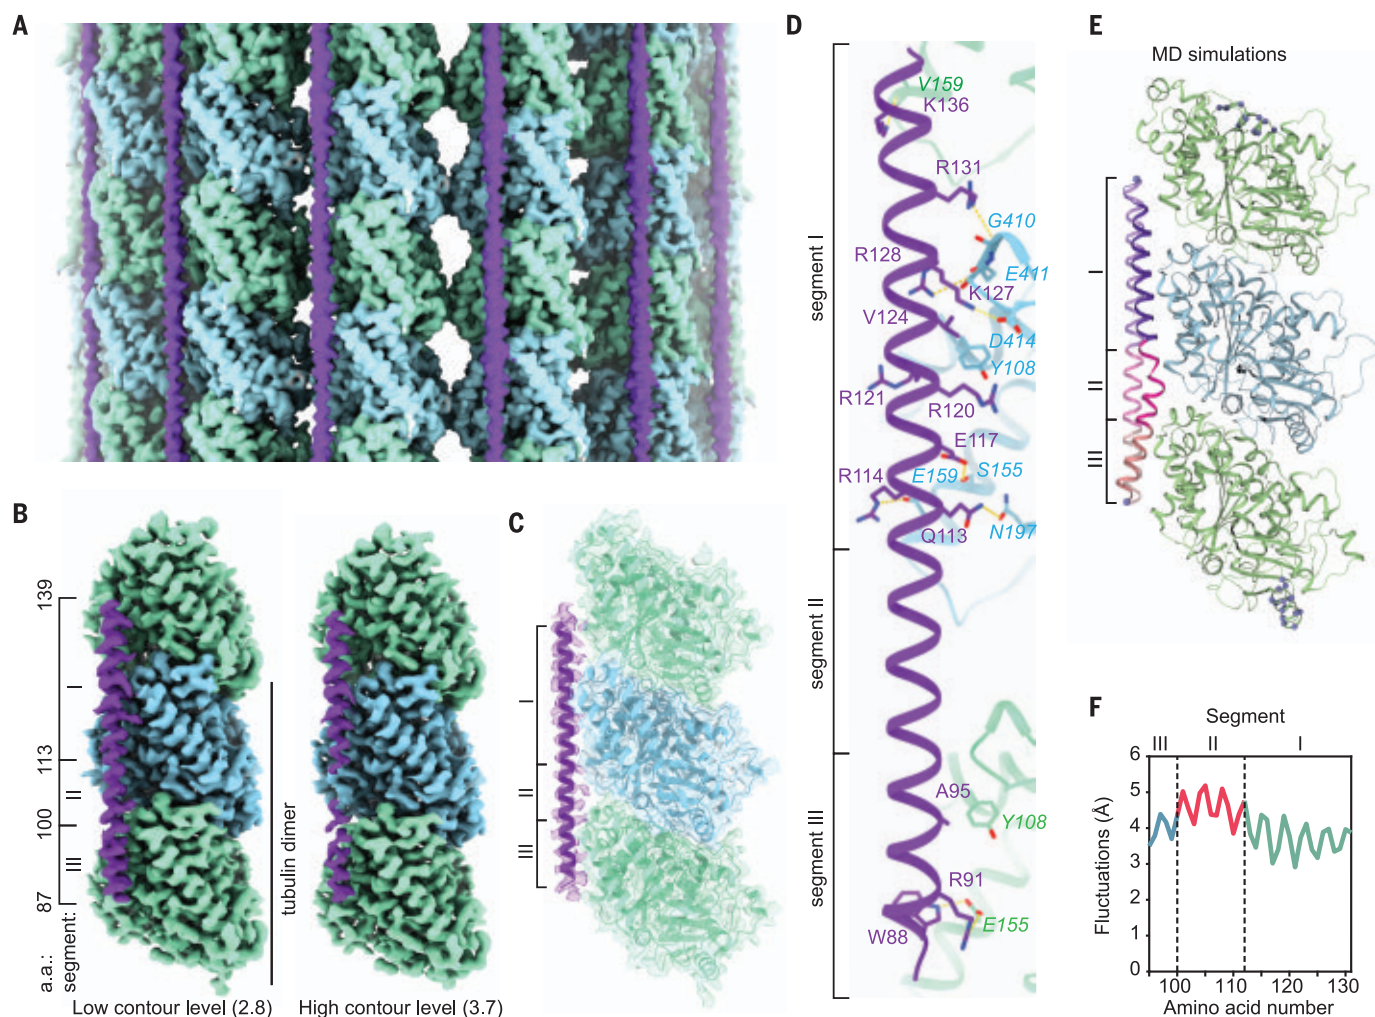 A
B
139
I
113
II
100
III
87
a.a.:
segment:
tubulin dimer
Low contour level (2.8)
High contour level (3.7)
C
I
II
III
D
segment I
segment II
segment III
V159
K136
R131
G410
R128
E411
K127
V124
D414
Y108
R121
R120
E117
E159
S155
R114
Q113
N197
A95
Y108
R91
E155
W88
E
MD simulations
I
II
III
F
Segment
III
II
I
6
5
4
3
2
1
0
Fluctuations (Å)
100
110
120
130
Amino acid number